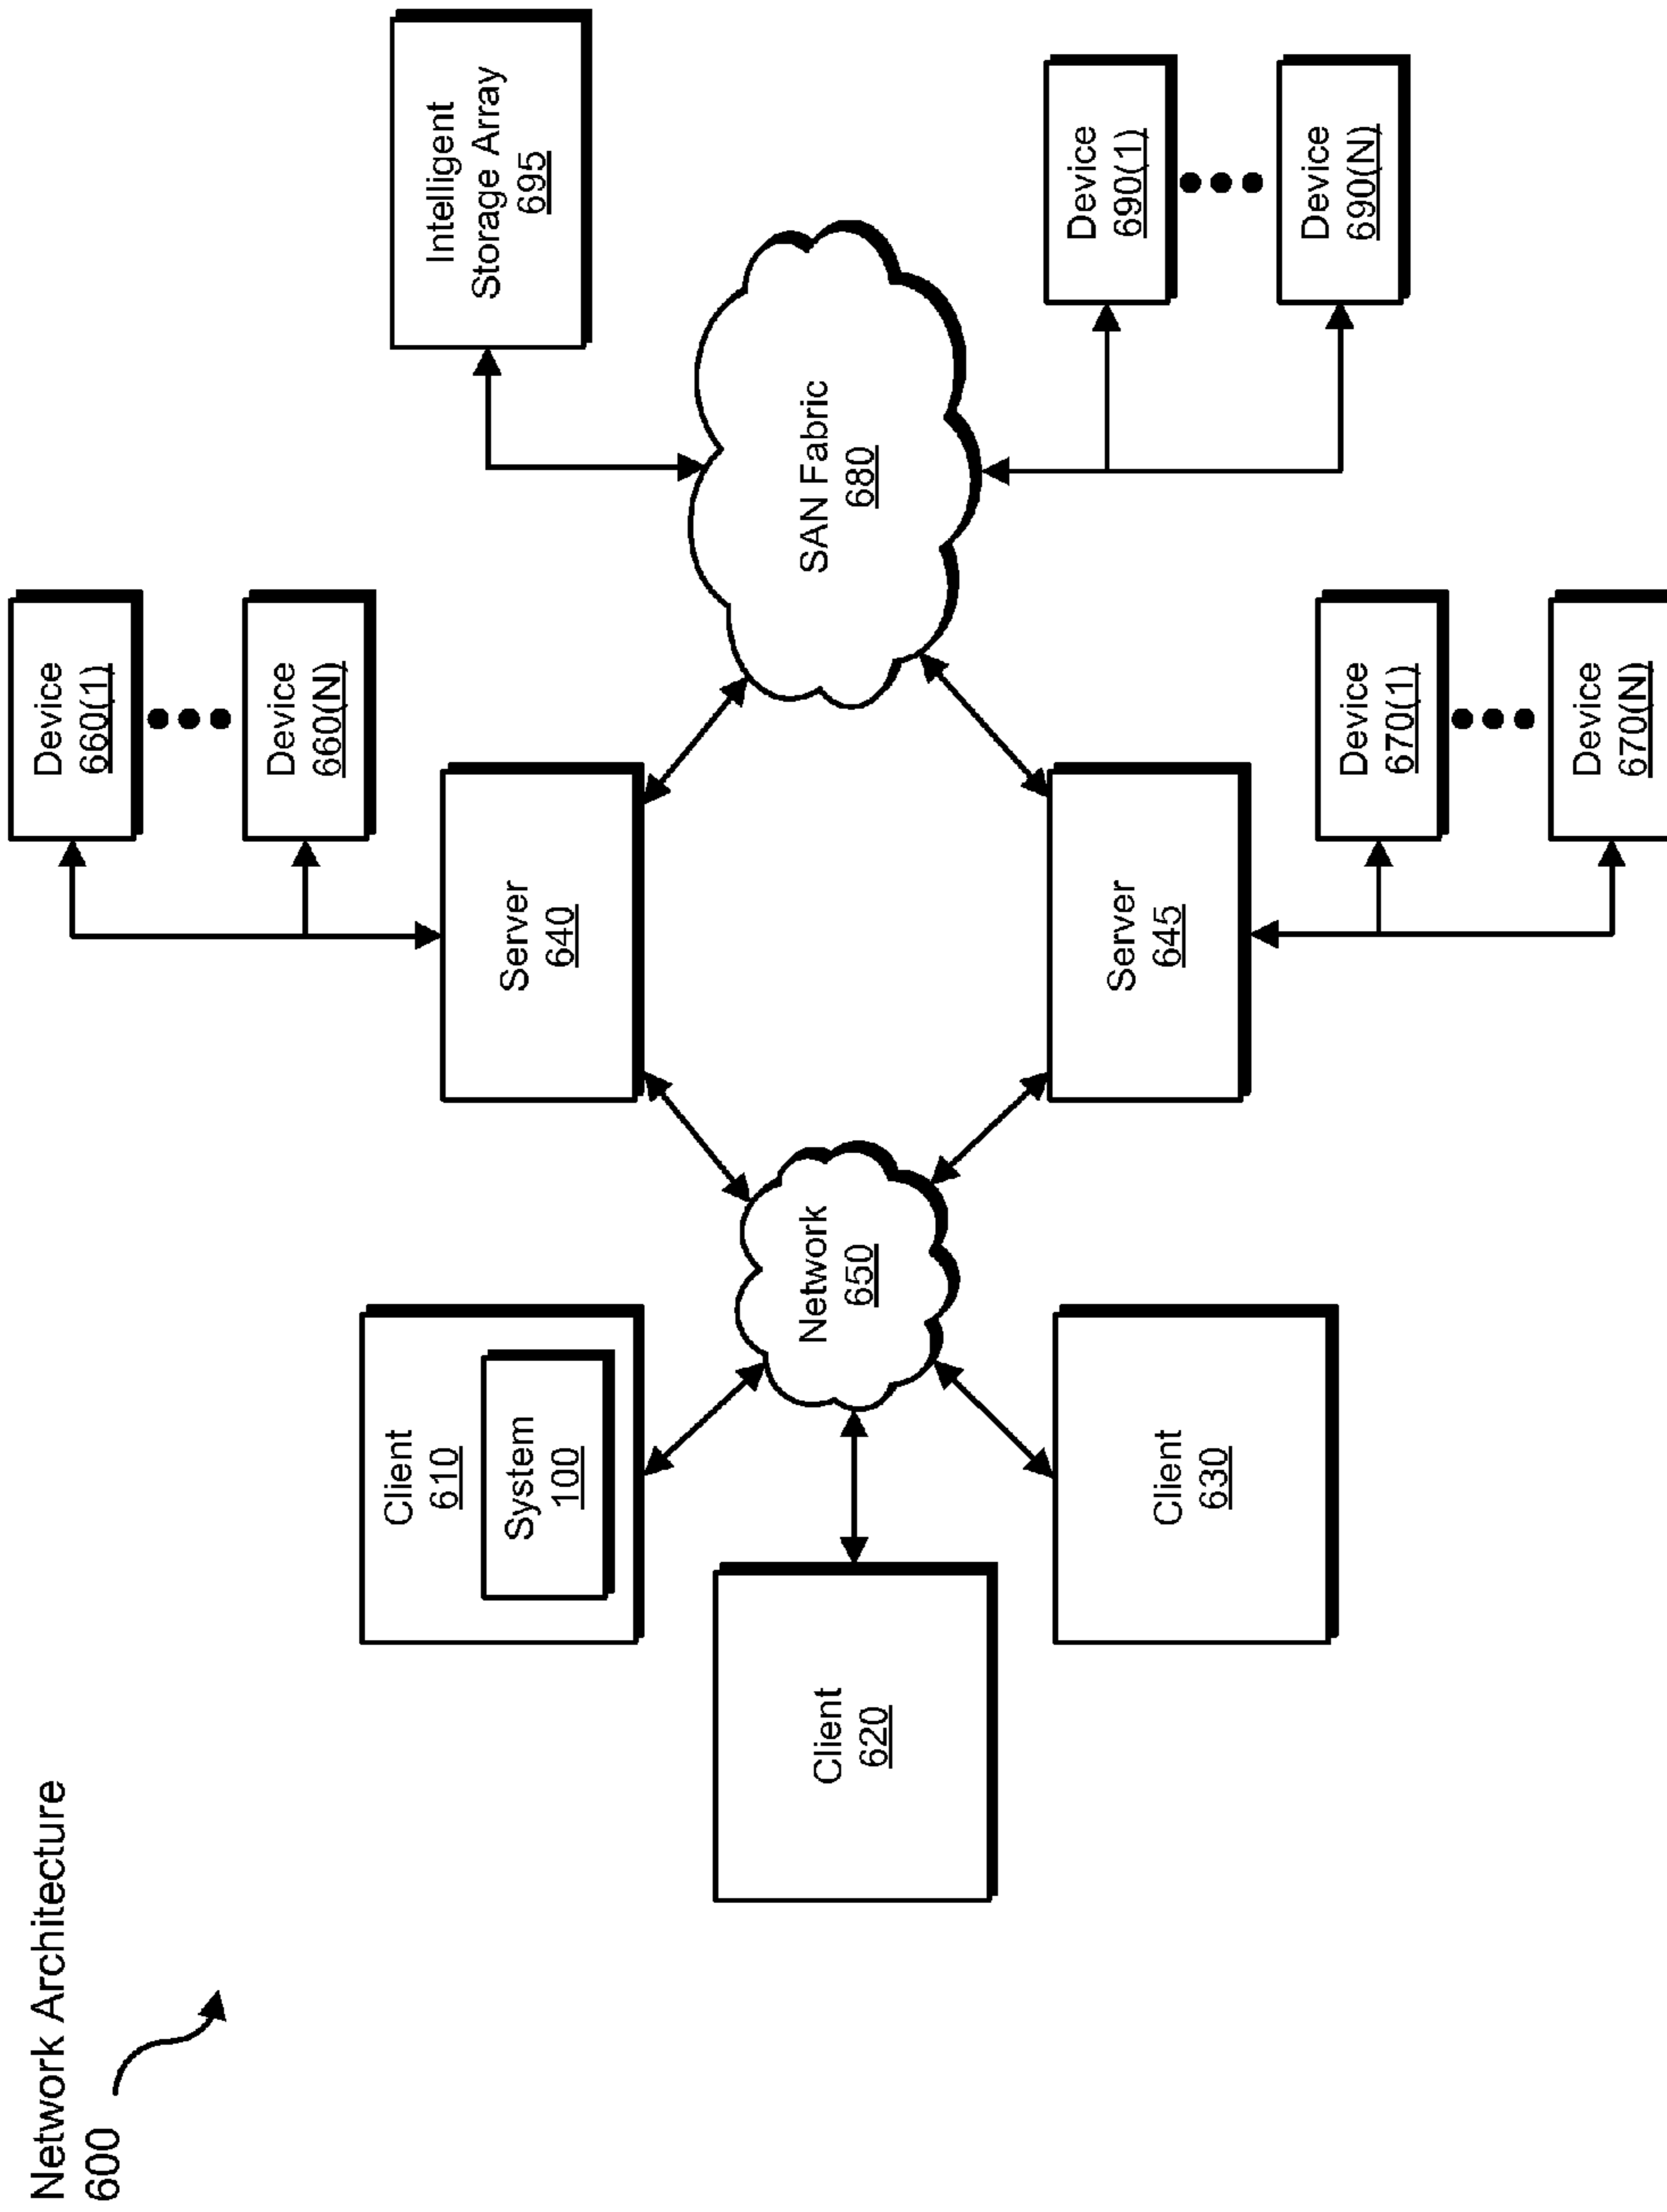 Network Architecture
600
Client
610
System
100
Client
620
Client
630
Network
650
Server
640
Server
645
Device
660(1)
Device
660(N)
Device
670(1)
Device
670(N)
SAN Fabric
680
Intelligent
Storage Array
695
Device
690(1)
Device
690(N)